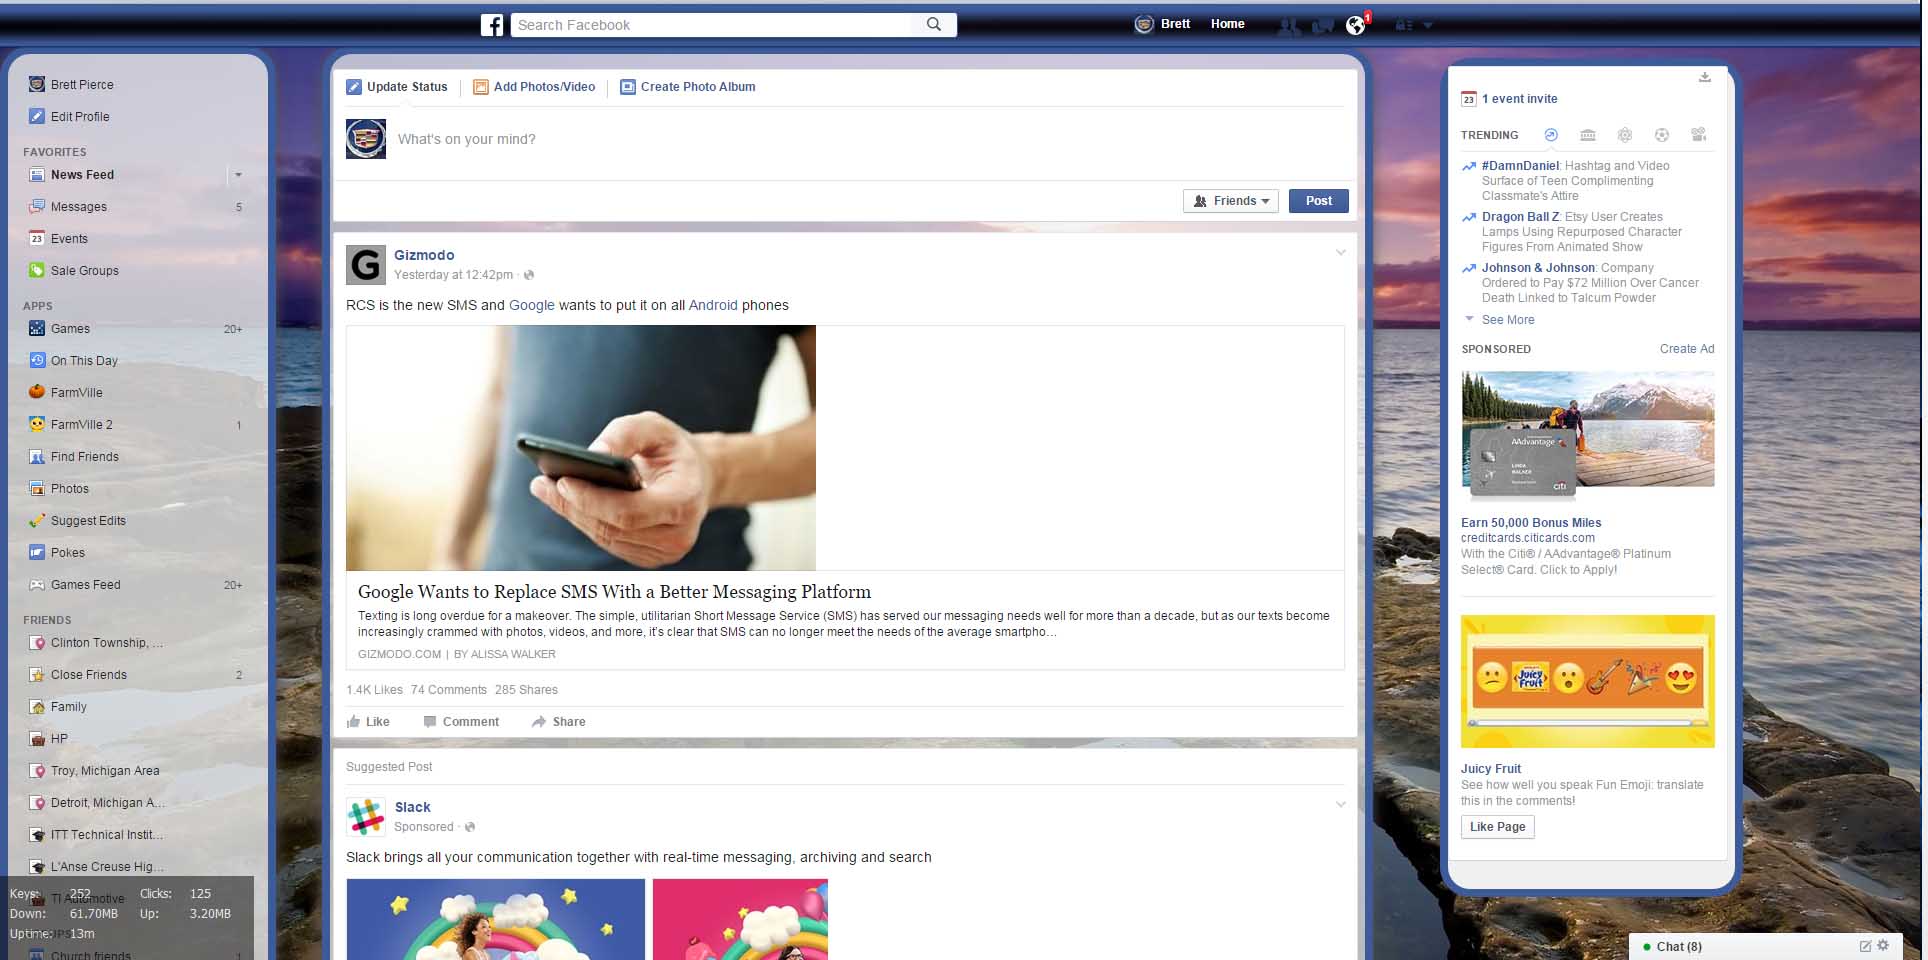 Search Facebook
Brett
Home
1
Brett Pierce
Edit Profile
FAVORITES
News Feed
Messages 5
23 Events
Sale Groups
APPS
Games 20+
On This Day
FarmVille
FarmVille 2 1
Find Friends
Photos
Suggest Edits
Pokes
Games Feed 20+
FRIENDS
Clinton Township, ...
Close Friends 2
Family
HP
Troy, Michigan Area
Detroit, Michigan A...
ITT Technical Instit...
L'Anse Creuse Hig...
TI Automotive
Church friends 1
Keys: 252 Clicks: 125
Down: 61.70MB Up: 3.20MB
Uptime: 13m
Update Status
Add Photos/Video
Create Photo Album
What's on your mind?
Friends
Post
G
Gizmodo
Yesterday at 12:42pm ·
RCS is the new SMS and Google wants to put it on all Android phones
Google Wants to Replace SMS With a Better Messaging Platform
Texting is long overdue for a makeover. The simple, utilitarian Short Message Service (SMS) has served our messaging needs well for more than a decade, but as our texts become
increasingly crammed with photos, videos, and more, it's clear that SMS can no longer meet the needs of the average smartpho...
GIZMODO.COM | BY ALISSA WALKER
1.4K Likes 74 Comments 285 Shares
Like Comment Share
Suggested Post
Slack
Sponsored ·
Slack brings all your communication together with real-time messaging, archiving and search
23 1 event invite
TRENDING
#DamnDaniel: Hashtag and Video
Surface of Teen Complimenting
Classmate's Attire
Dragon Ball Z: Etsy User Creates
Lamps Using Repurposed Character
Figures From Animated Show
Johnson & Johnson: Company
Ordered to Pay $72 Million Over Cancer
Death Linked to Talcum Powder
See More
SPONSORED Create Ad
AAdvantage
LINDA
WALKER
citi
Earn 50,000 Bonus Miles
creditcards.citicards.com
With the Citi® / AAdvantage® Platinum
Select® Card. Click to Apply!
Juicy
Fruit
Juicy Fruit
See how well you speak Fun Emoji: translate
this in the comments!
Like Page
Chat (8)